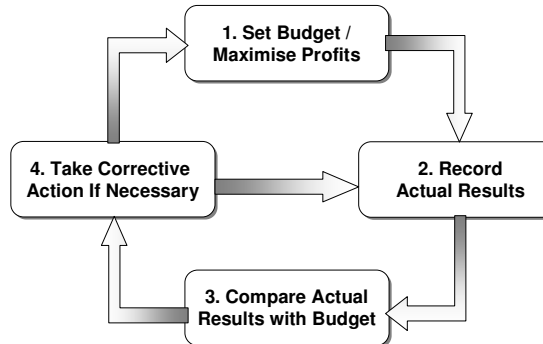 1. Set Budget /
Maximise Profits
4. Take Corrective
Action If Necessary
2. Record
Actual Results
3. Compare Actual
Results with Budget